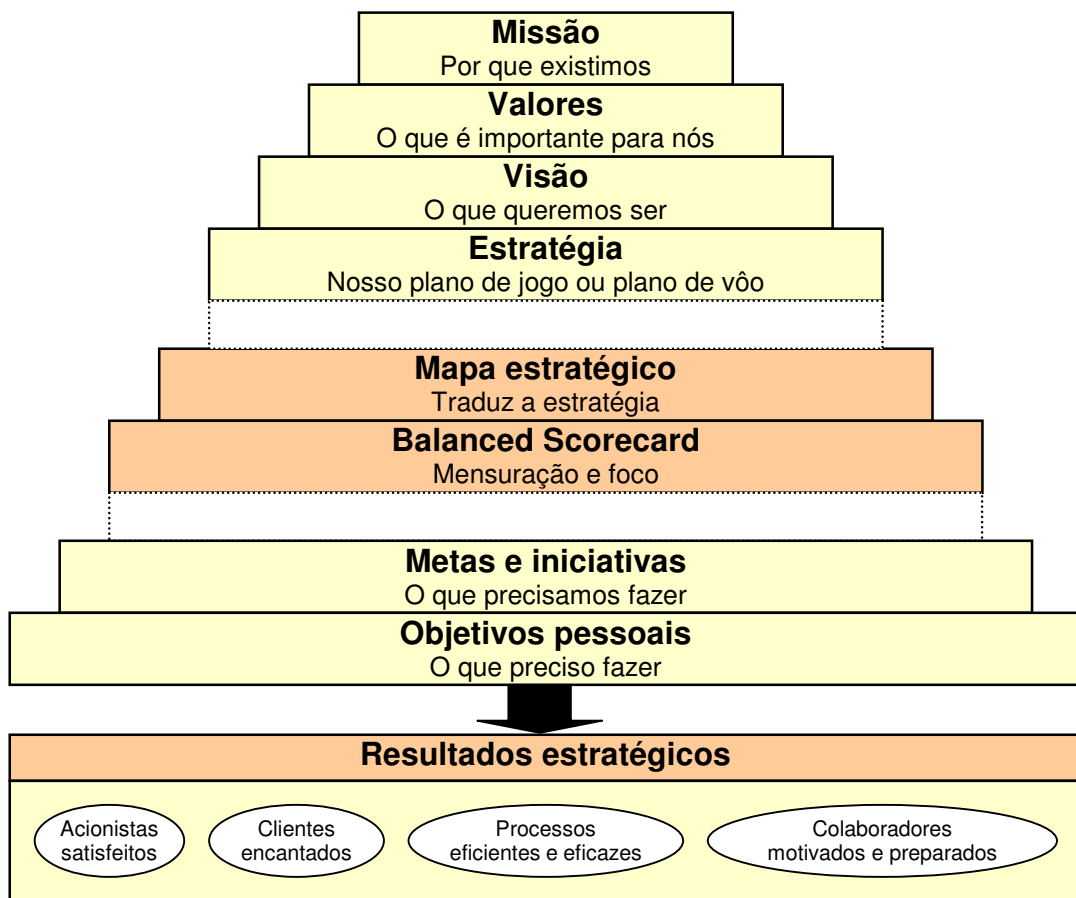 Missão
Por que existimos
Valores
O que é importante para nós
Visão
O que queremos ser
Estratégia
Nosso plano de jogo ou plano de vôo
Mapa estratégico
Traduz a estratégia
Balanced Scorecard
Mensuração e foco
Metas e iniciativas
O que precisamos fazer
Objetivos pessoais
O que preciso fazer
Resultados estratégicos
Acionistas
satisfeitos
Clientes
encantados
Processos
eficientes e eficazes
Colaboradores
motivados e preparados